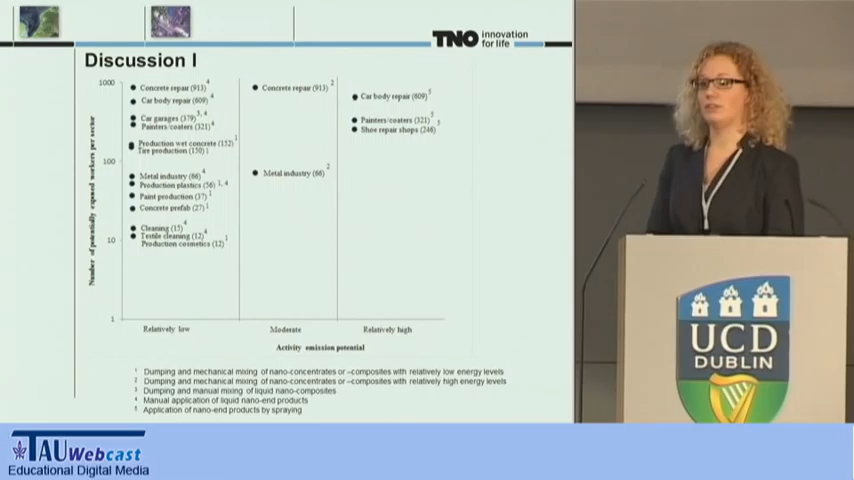 TNO innovation
for life
Discussion I
1000
100
10
1
Number of potentially exposed workers per sector
Concrete repair (913) 4
Car body repair (609) 4
Car garages (379) 3, 4
Painters/coaters (321) 4
Production wet concrete (152) 1
Tire production (150) 1
Metal industry (66) 4
Production plastics (56) 1, 4
Paint production (37) 1
Concrete prefab (27) 1
Cleaning (15) 4
Textile cleaning (12) 4
Production cosmetics (12) 1
Concrete repair (913) 2
Metal industry (66) 2
Car body repair (609) 5
Painters/coaters (321) 5
Shoe repair shops (246) 5
Relatively low
Moderate
Relatively high
Activity emission potential
1 Dumping and mechanical mixing of nano-concentrates or –composites with relatively low energy levels
2 Dumping and mechanical mixing of nano-concentrates or –composites with relatively high energy levels
3 Dumping and manual mixing of liquid nano-composites
4 Manual application of liquid nano-end products
5 Application of nano-end products by spraying
UCD
DUBLIN
TAU Webcast
Educational Digital Media